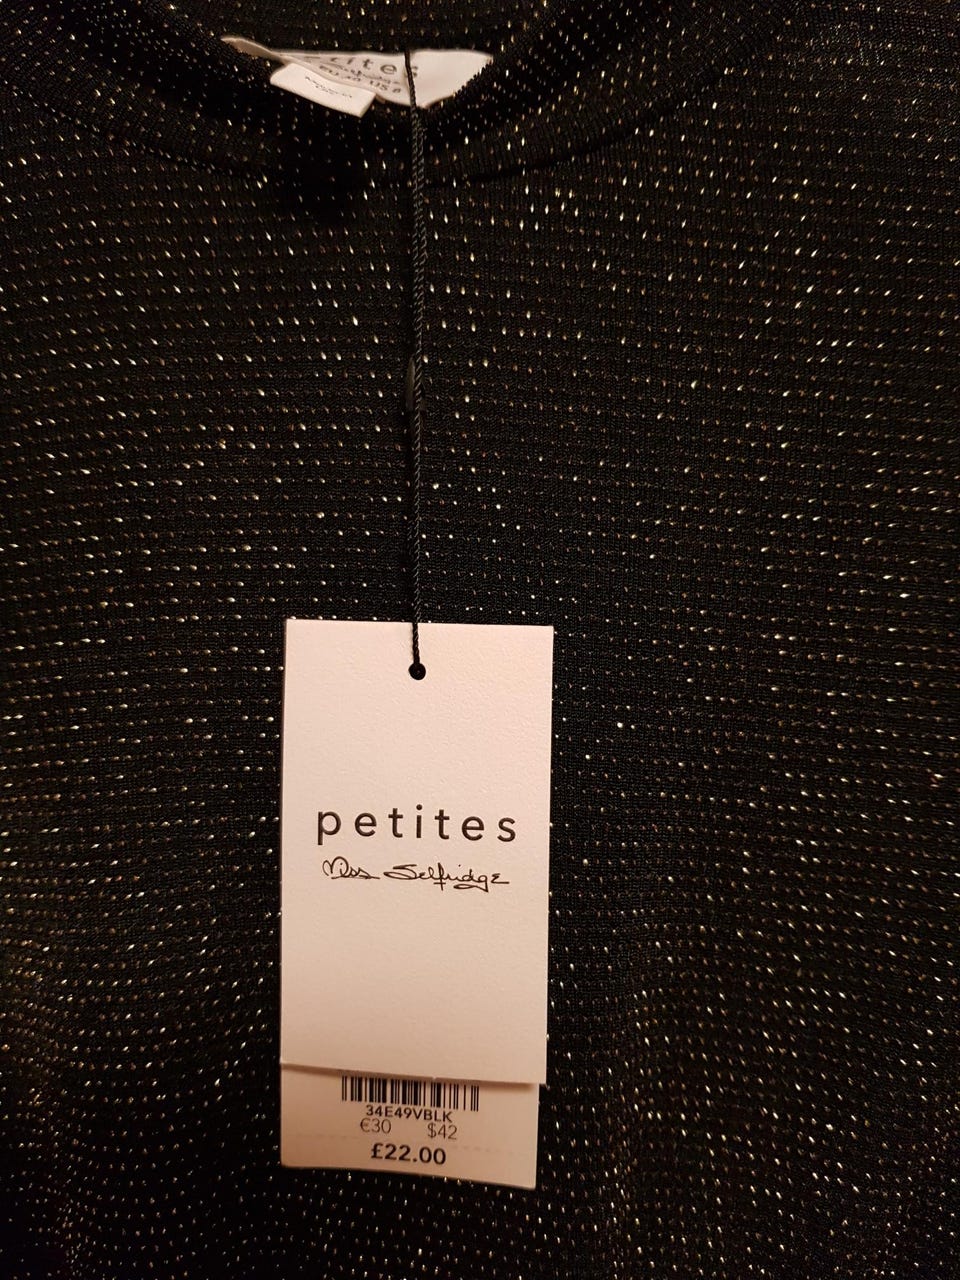 petites
Miss Selfridge
34E49VBLK
€30 $42
£22.00